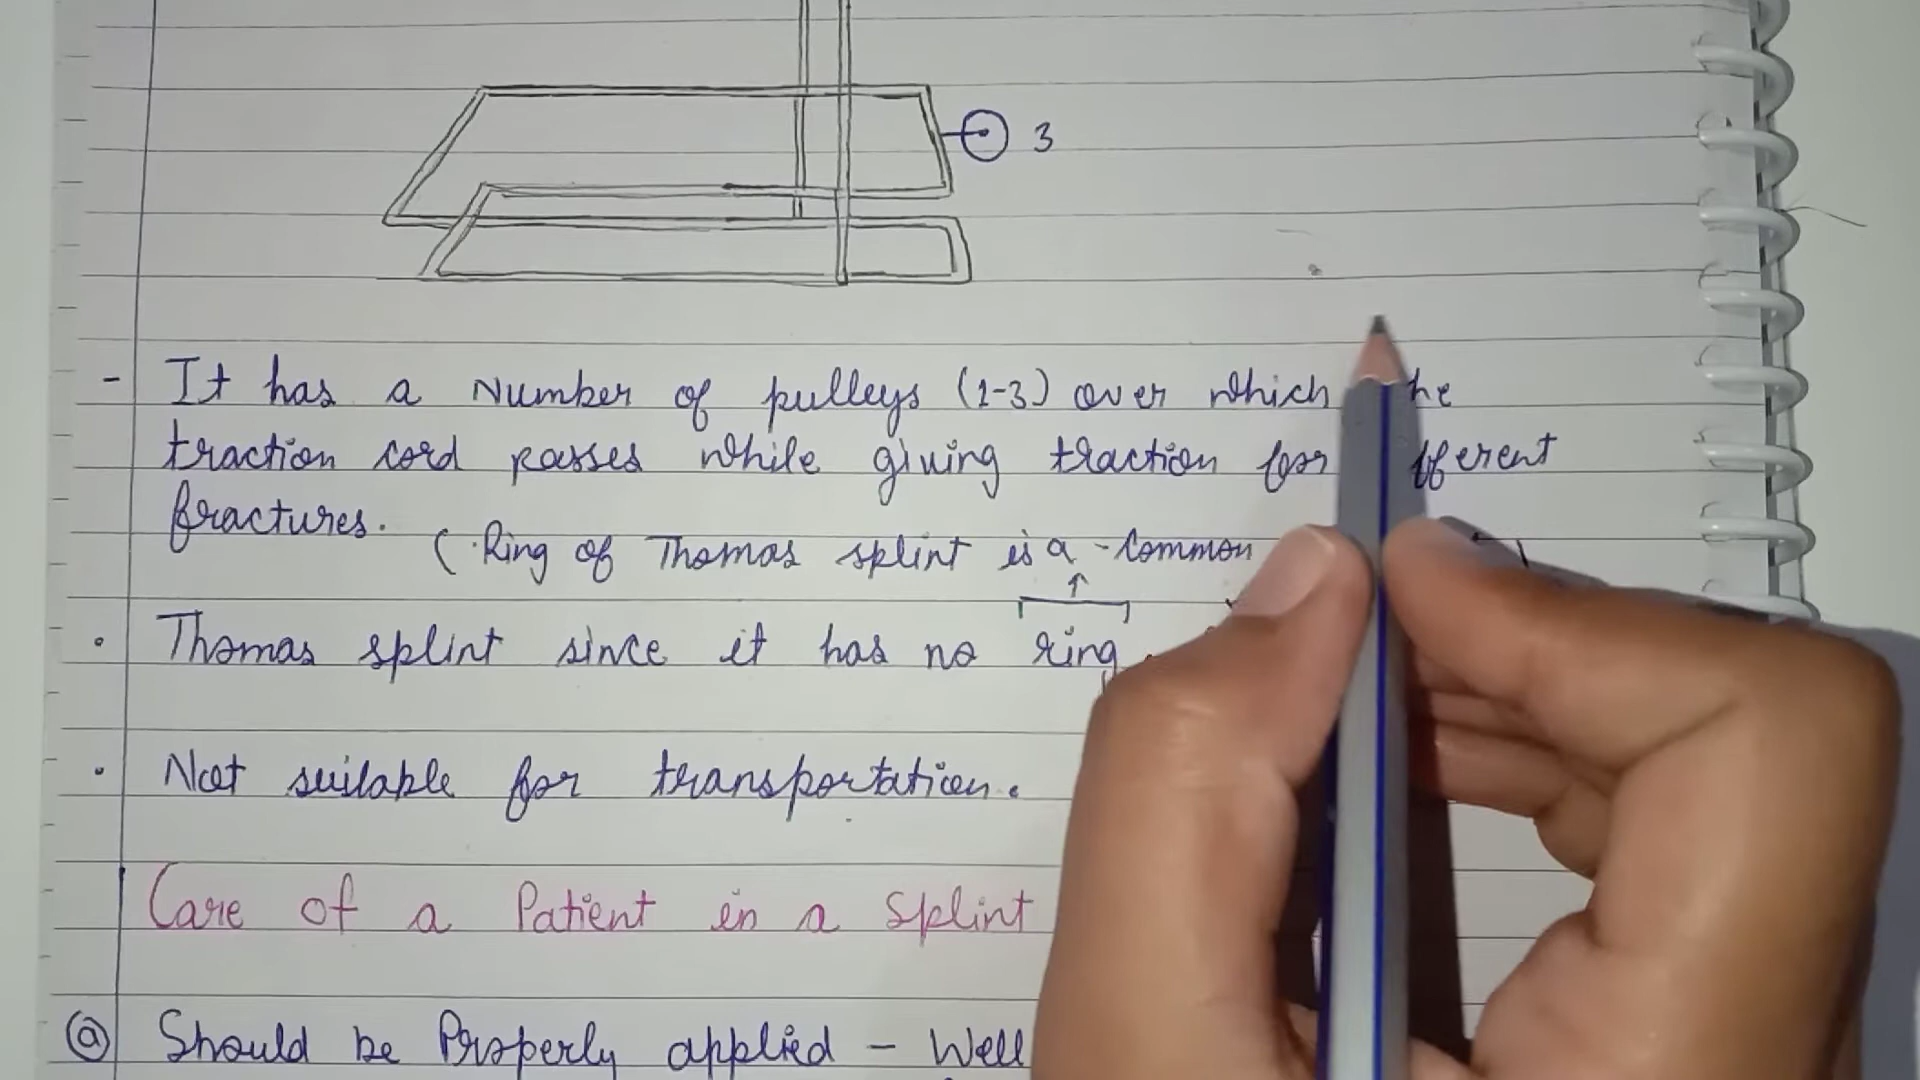 3
- It has a Number of pulleys (1-3) over which
traction cord passes while giving traction for
fractures.
( Ring of Thomas splint is a - common
• Thomas splint since it has no ring
• Not suilable for transportation.
Care of a Patient in a Splint
(a) Should be Properly applied - Well